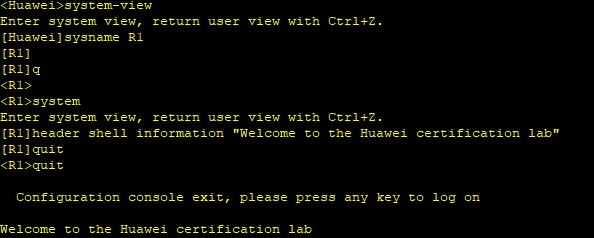 <Huawei>system-view
Enter system view, return user view with Ctrl+Z.
[Huawei]sysname R1
[R1]
[R1]q
<R1>
<R1>system
Enter system view, return user view with Ctrl+Z.
[R1]header shell information "Welcome to the Huawei certification lab"
[R1]quit
<R1>quit
Configuration console exit, please press any key to log on
Welcome to the Huawei certification lab